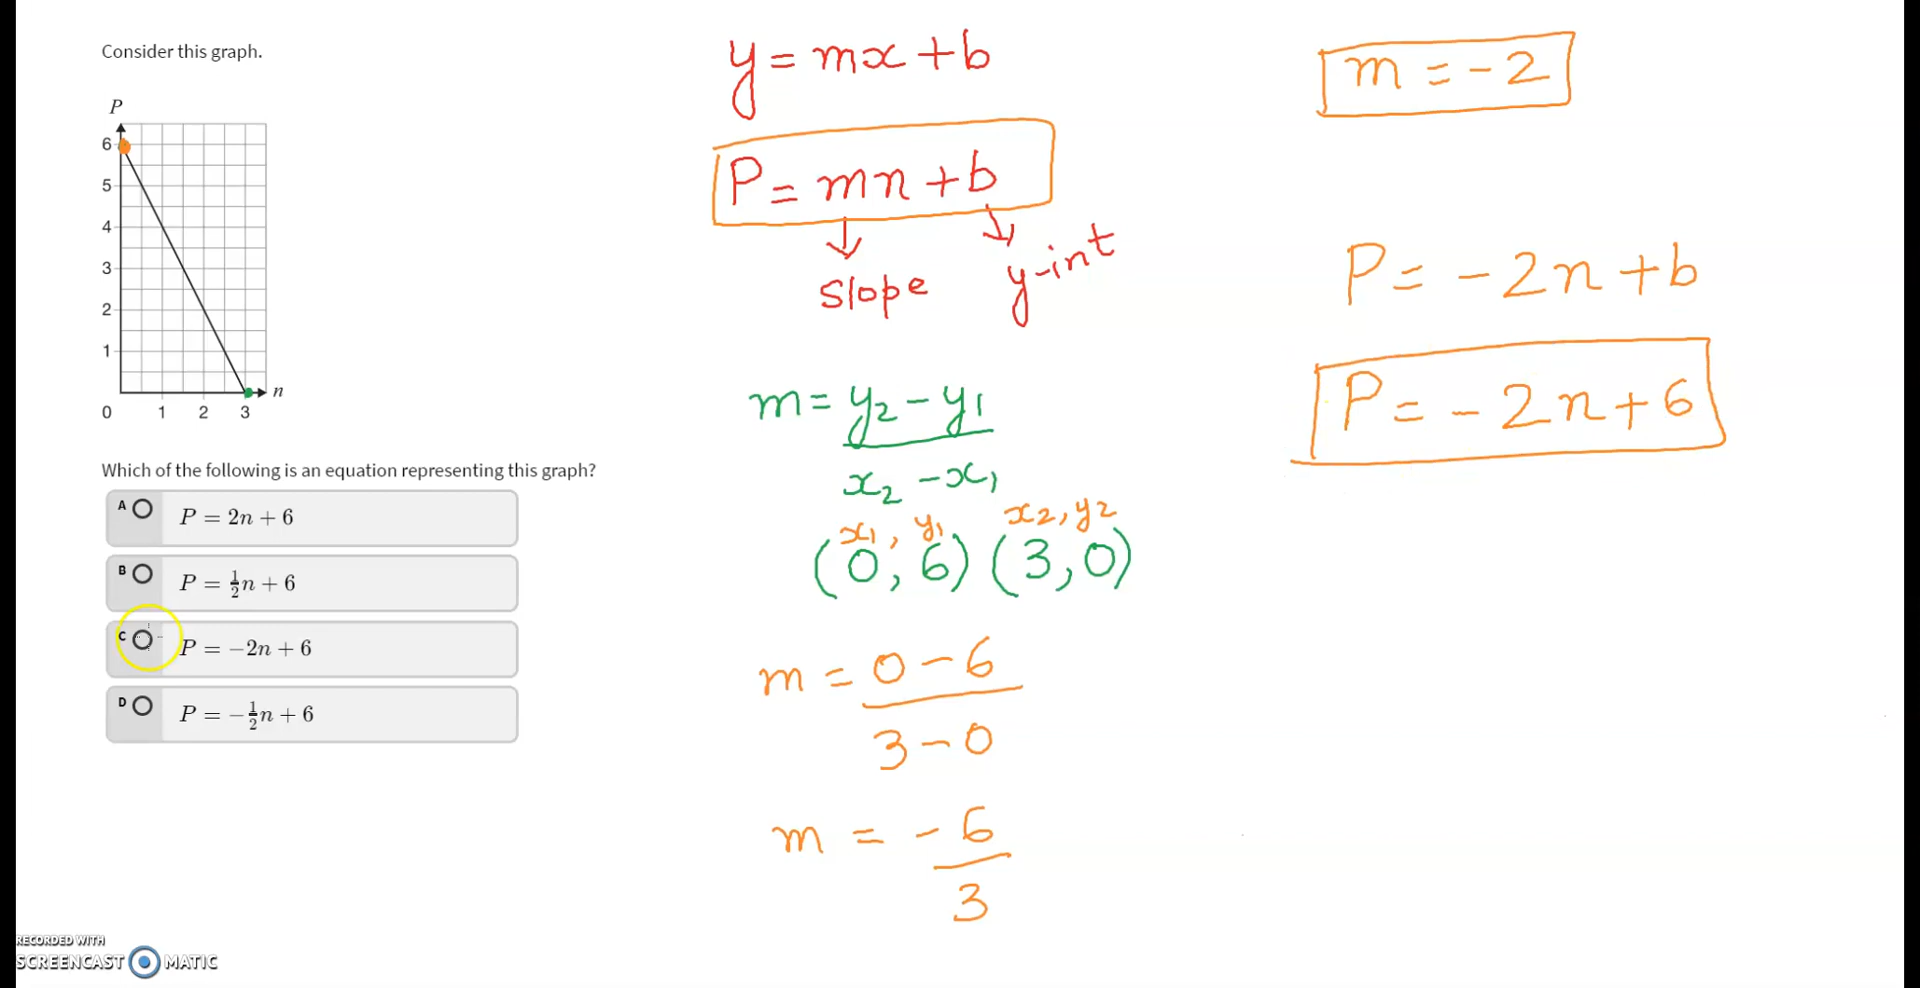 Consider this graph.
P
6
5
4
3
2
1
n
0 1 2 3
Which of the following is an equation representing this graph?
A P = 2n + 6
B P = 1/2 n + 6
C P = −2n + 6
D P = −1/2 n + 6
RECORDED WITH
SCREENCAST MATIC
y = mx + b
P = mn + b
slope
y-int
m = y2 − y1
x2 − x1
x1, y1 x2, y2
(0, 6) (3, 0)
m = 0 − 6
3 − 0
m = −6
3
m = −2
P = −2n + b
P = −2n + 6